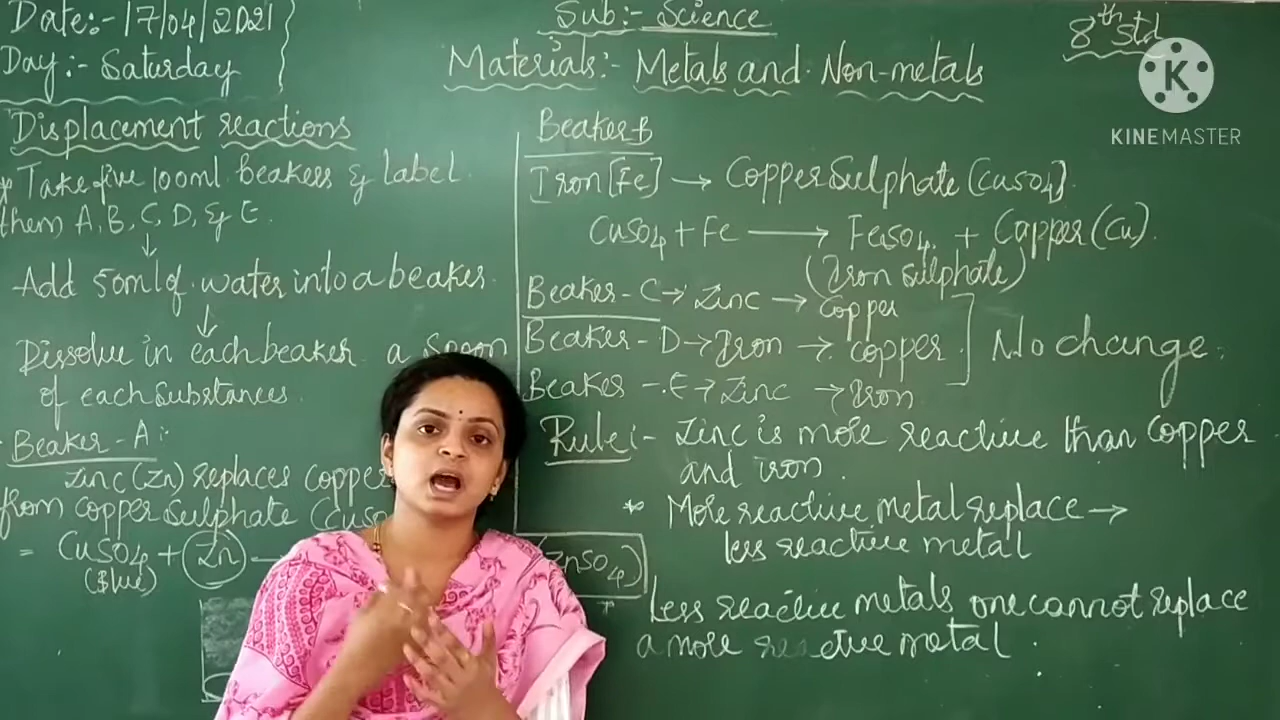 Date:- 17/04/2021
Day:- Saturday
Sub:- Science
8th Std
Materials:- Metals and Non-metals
K
KINEMASTER
Displacement reactions
* Take five 100ml beakers & label
them A, B, C, D, & E.
↓
Add 50ml of water into a beaker.
↓
Dissolve in each beaker a spoon
of each substances.
Beaker - A:-
Zinc (Zn) replaces Copper
from Copper Sulphate (CuSO
= CuSO4 + Zn —
(Blue)
ZnSO4)
Beaker-B
Iron [Fe] → Copper Sulphate [CuSO4].
CuSO4 + Fe → FeSO4 + Copper (Cu).
(Iron Sulphate)
Beaker - C → Zinc → Copper
Beaker - D → Iron → Copper
Beaker - E → Zinc → Iron
No change.
Rule:- Zinc is more reactive than Copper
and iron.
* More reactive metal replace →
less reactive metal
Less reactive metals one cannot replace
a more reactive metal.